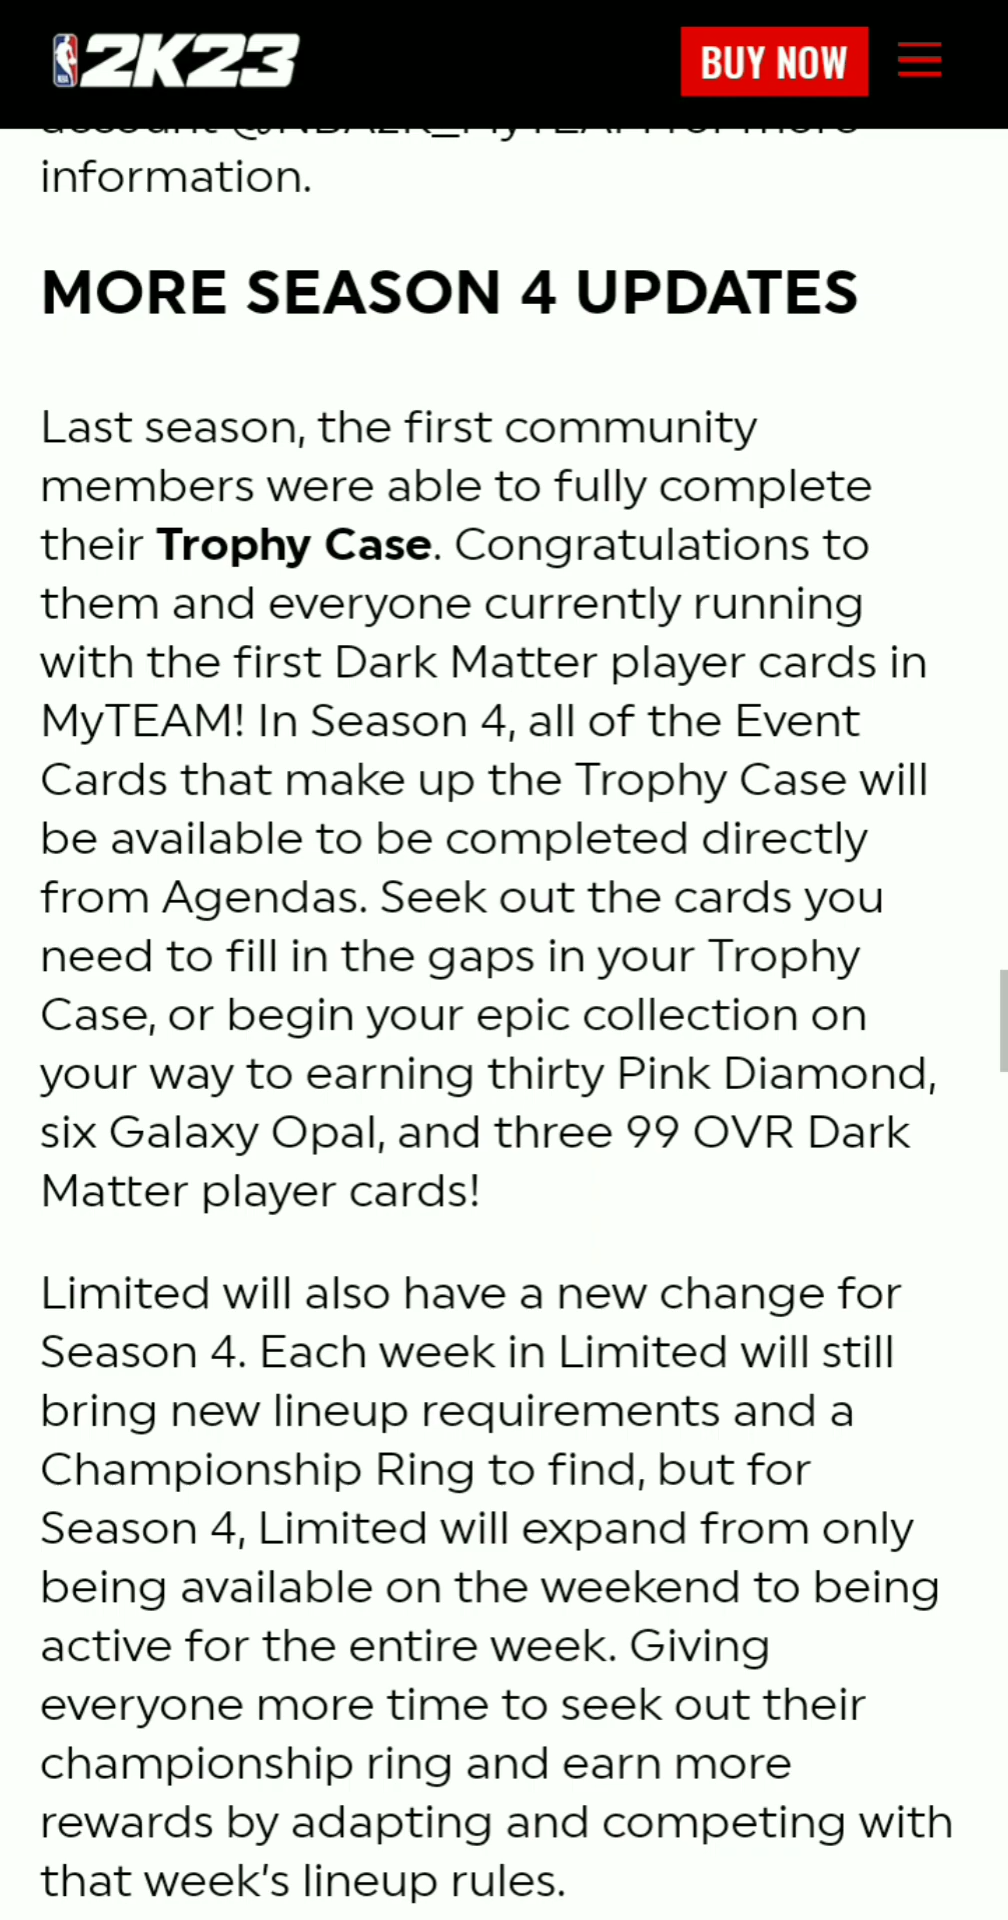 2K23
BUY NOW
information.
MORE SEASON 4 UPDATES
Last season, the first community
members were able to fully complete
their Trophy Case. Congratulations to
them and everyone currently running
with the first Dark Matter player cards in
MyTEAM! In Season 4, all of the Event
Cards that make up the Trophy Case will
be available to be completed directly
from Agendas. Seek out the cards you
need to fill in the gaps in your Trophy
Case, or begin your epic collection on
your way to earning thirty Pink Diamond,
six Galaxy Opal, and three 99 OVR Dark
Matter player cards!
Limited will also have a new change for
Season 4. Each week in Limited will still
bring new lineup requirements and a
Championship Ring to find, but for
Season 4, Limited will expand from only
being available on the weekend to being
active for the entire week. Giving
everyone more time to seek out their
championship ring and earn more
rewards by adapting and competing with
that week's lineup rules.